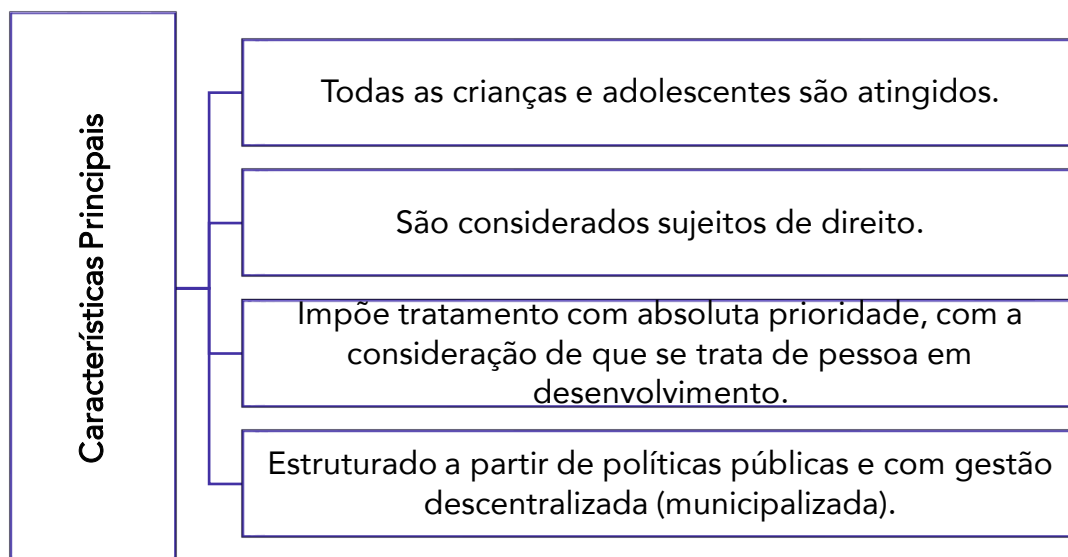 Características Principais
Todas as crianças e adolescentes são atingidos.
São considerados sujeitos de direito.
Impõe tratamento com absoluta prioridade, com a
consideração de que se trata de pessoa em
desenvolvimento.
Estruturado a partir de políticas públicas e com gestão
descentralizada (municipalizada).